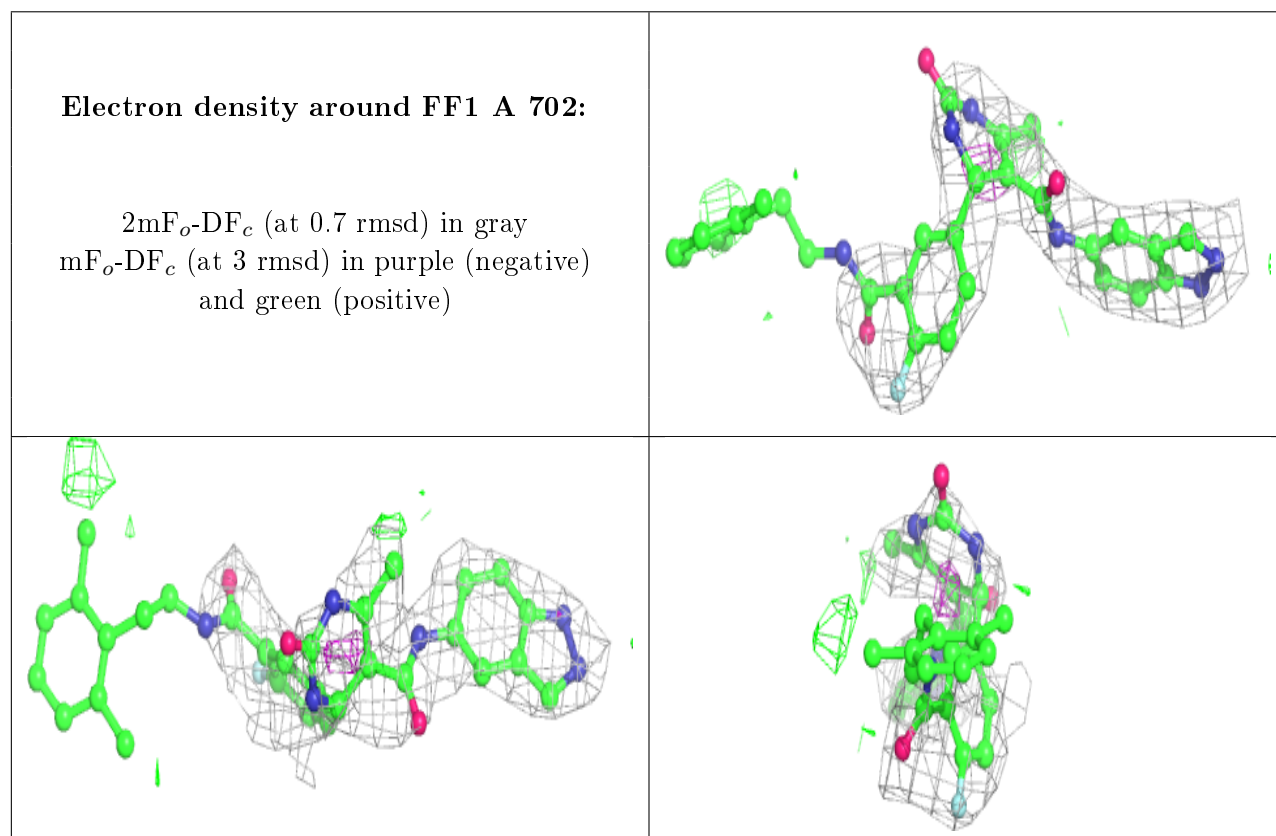 Electron density around FF1 A 702:
2mFo-DFc (at 0.7 rmsd) in gray
mFo-DFc (at 3 rmsd) in purple (negative)
and green (positive)